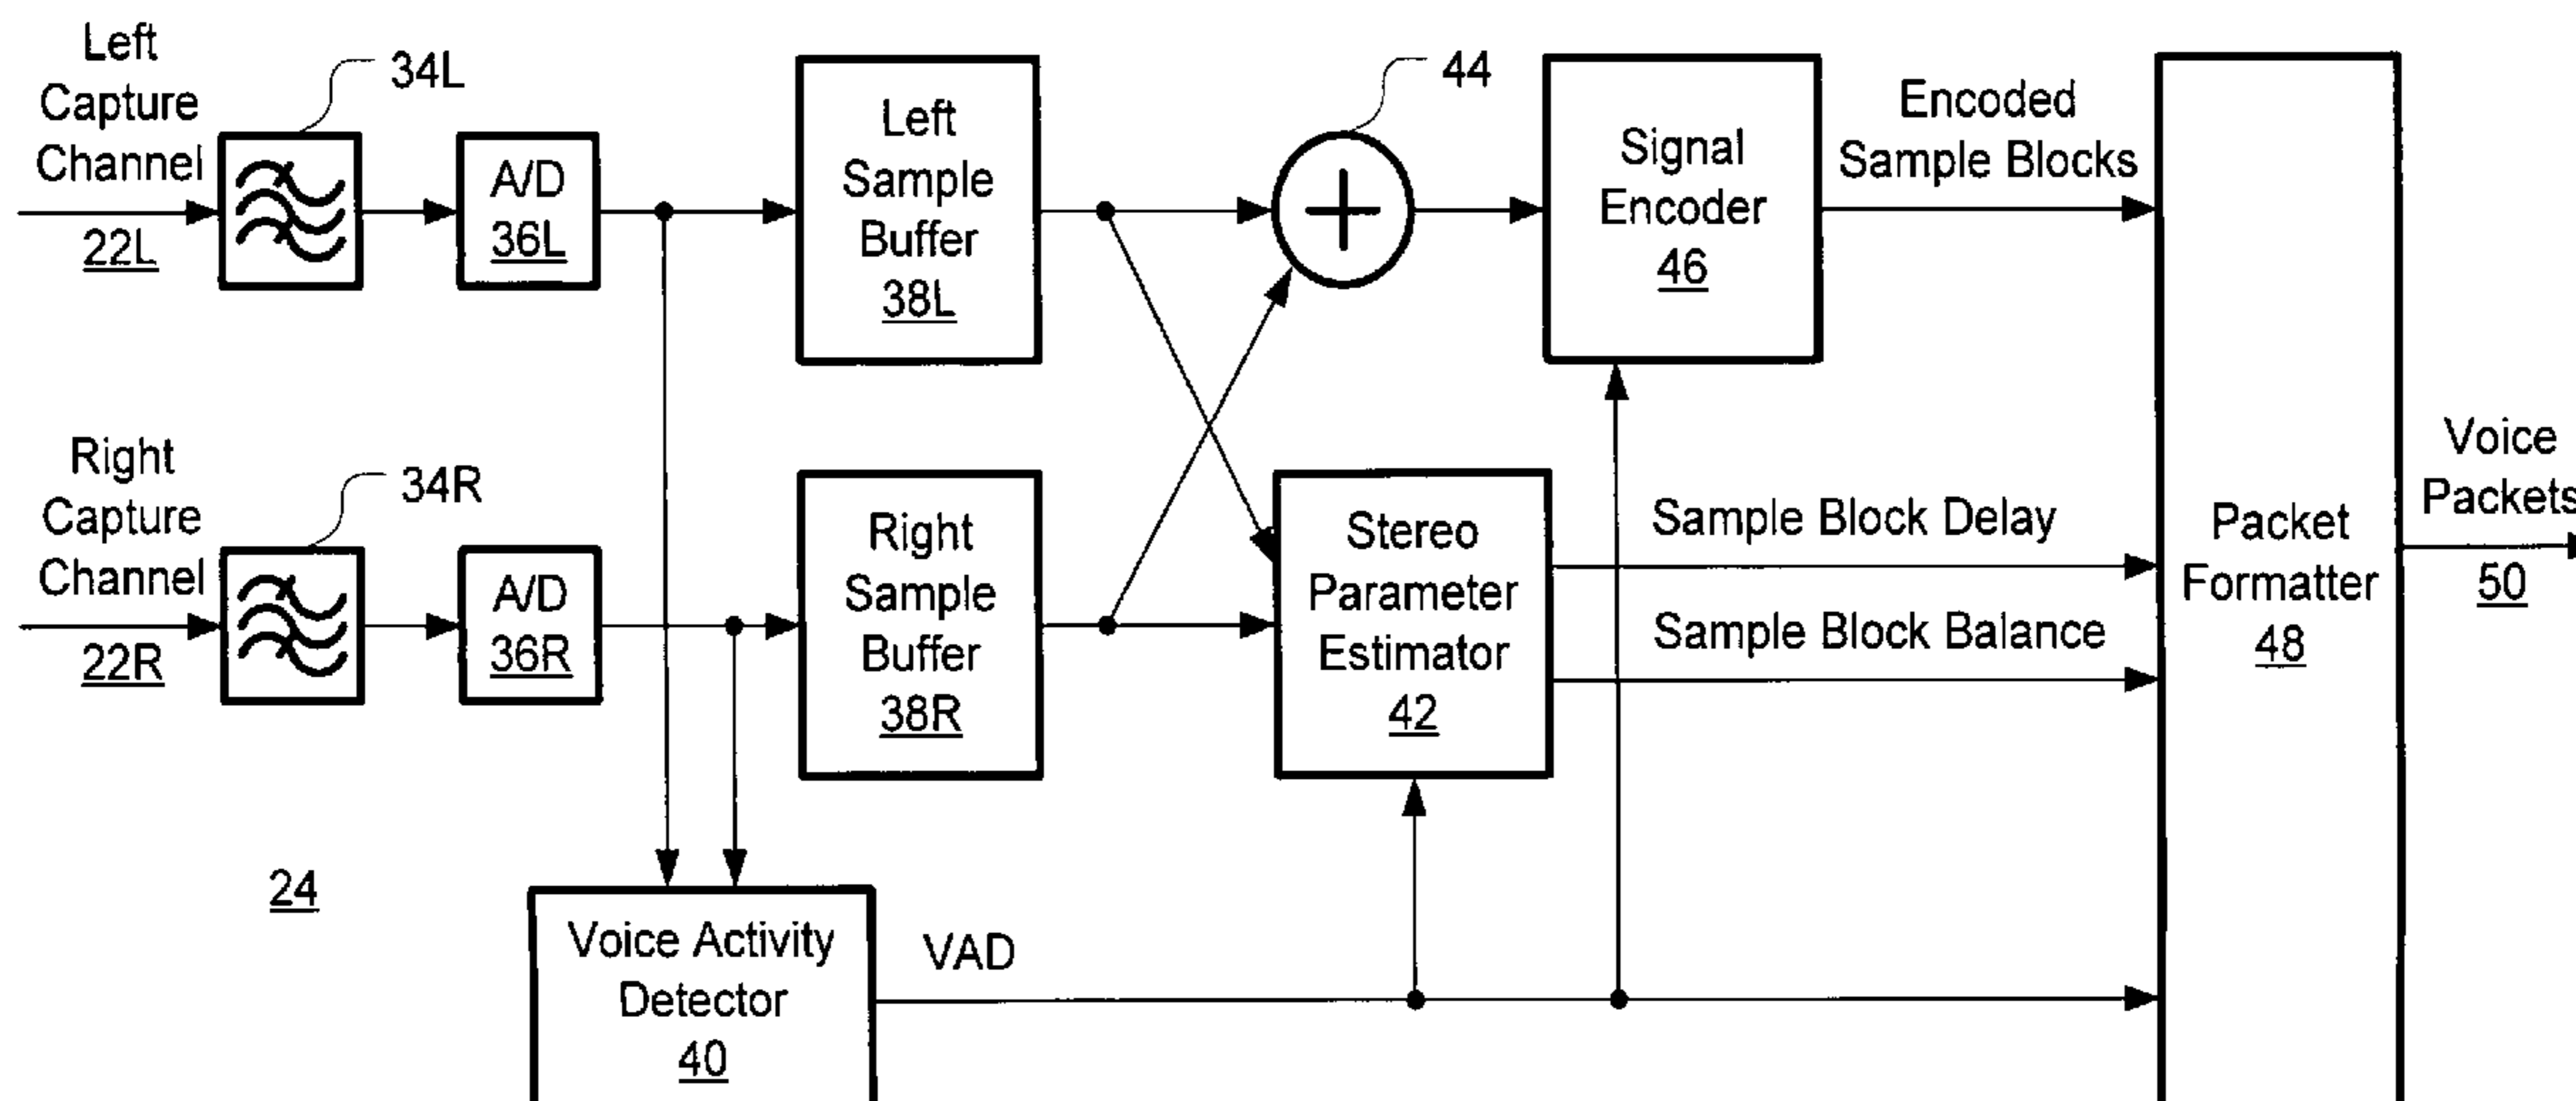 Left
Capture
Channel
22L
34L
A/D
36L
Left
Sample
Buffer
38L
44
Signal
Encoder
46
Encoded
Sample Blocks
Right
Capture
Channel
22R
34R
A/D
36R
Right
Sample
Buffer
38R
Stereo
Parameter
Estimator
42
Sample Block Delay
Sample Block Balance
Packet
Formatter
48
Voice
Packets
50
24
Voice Activity
Detector
40
VAD